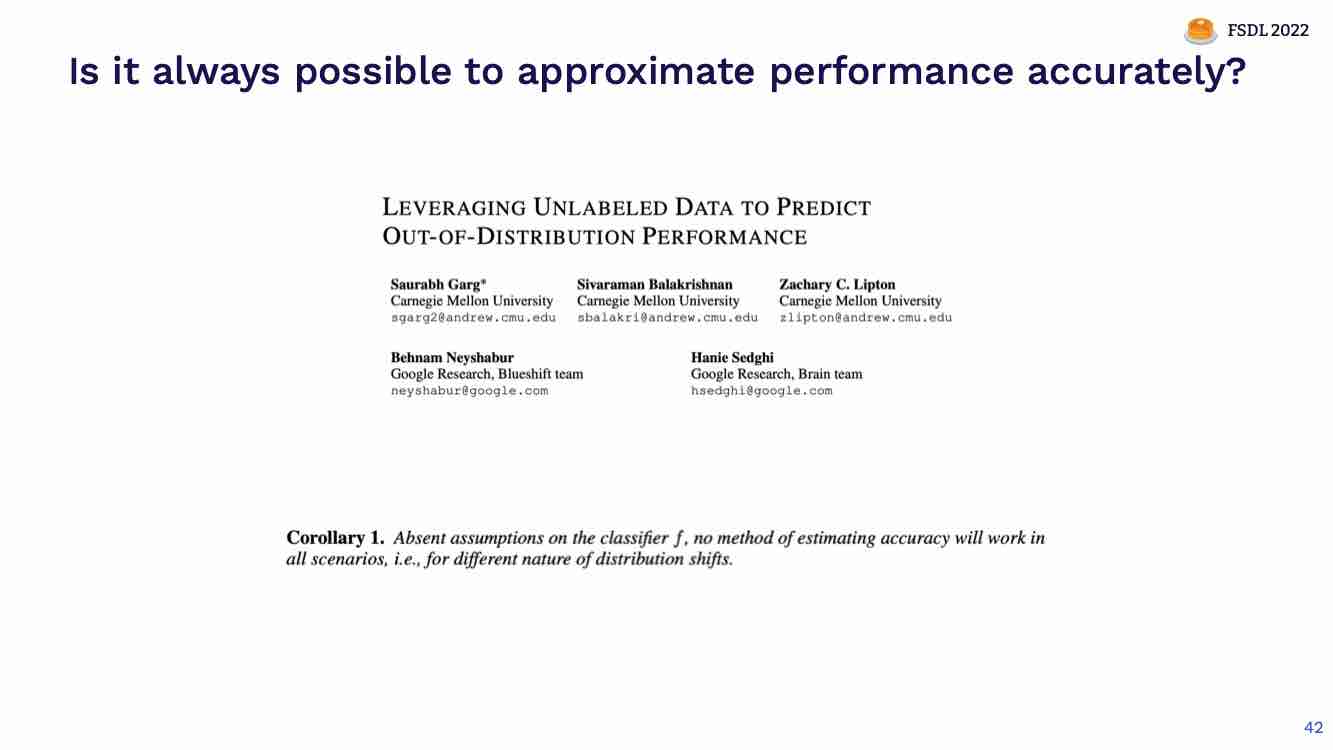 FSDL 2022
Is it always possible to approximate performance accurately?
LEVERAGING UNLABELED DATA TO PREDICT
OUT-OF-DISTRIBUTION PERFORMANCE
Saurabh Garg* Sivaraman Balakrishnan Zachary C. Lipton
Carnegie Mellon University Carnegie Mellon University Carnegie Mellon University
sgarg2@andrew.cmu.edu sbalakri@andrew.cmu.edu zlipton@andrew.cmu.edu
Behnam Neyshabur Hanie Sedghi
Google Research, Blueshift team Google Research, Brain team
neyshabur@google.com hsedghi@google.com
Corollary 1. Absent assumptions on the classifier f, no method of estimating accuracy will work in
all scenarios, i.e., for different nature of distribution shifts.
42